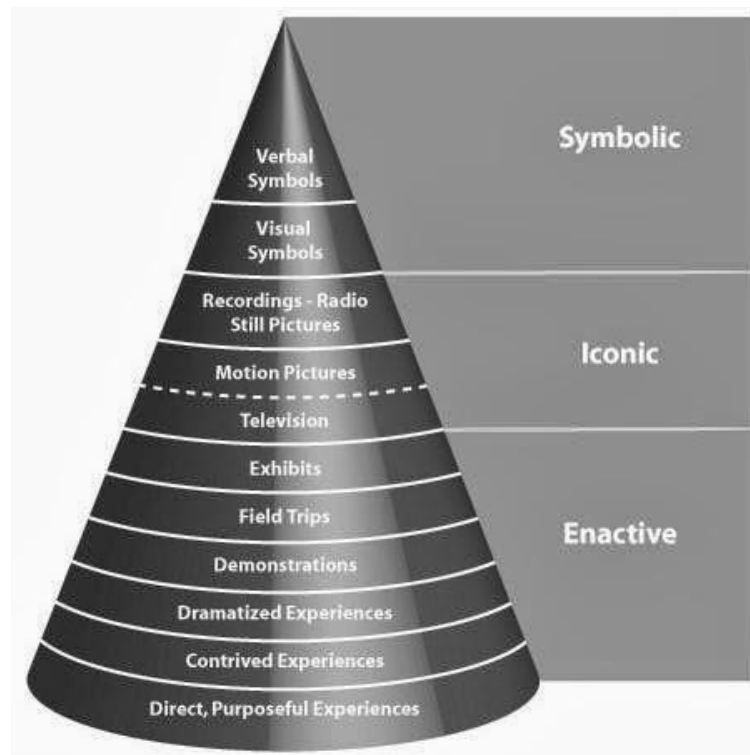 Verbal
Symbols
Visual
Symbols
Recordings - Radio
Still Pictures
Motion Pictures
Television
Exhibits
Field Trips
Demonstrations
Dramatized Experiences
Contrived Experiences
Direct, Purposeful Experiences
Symbolic
Iconic
Enactive